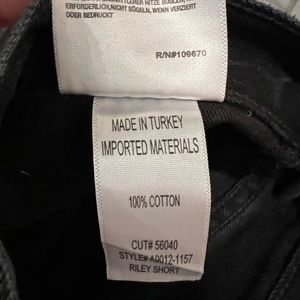 ERFORDERLICH,NICHT BÜGELN, WENN VERZIERT
ODER BEDRUCKT
R/N#109670
MADE IN TURKEY
IMPORTED MATERIALS
100% COTTON
CUT# 56040
STYLE# A9012-1157
RILEY SHORT